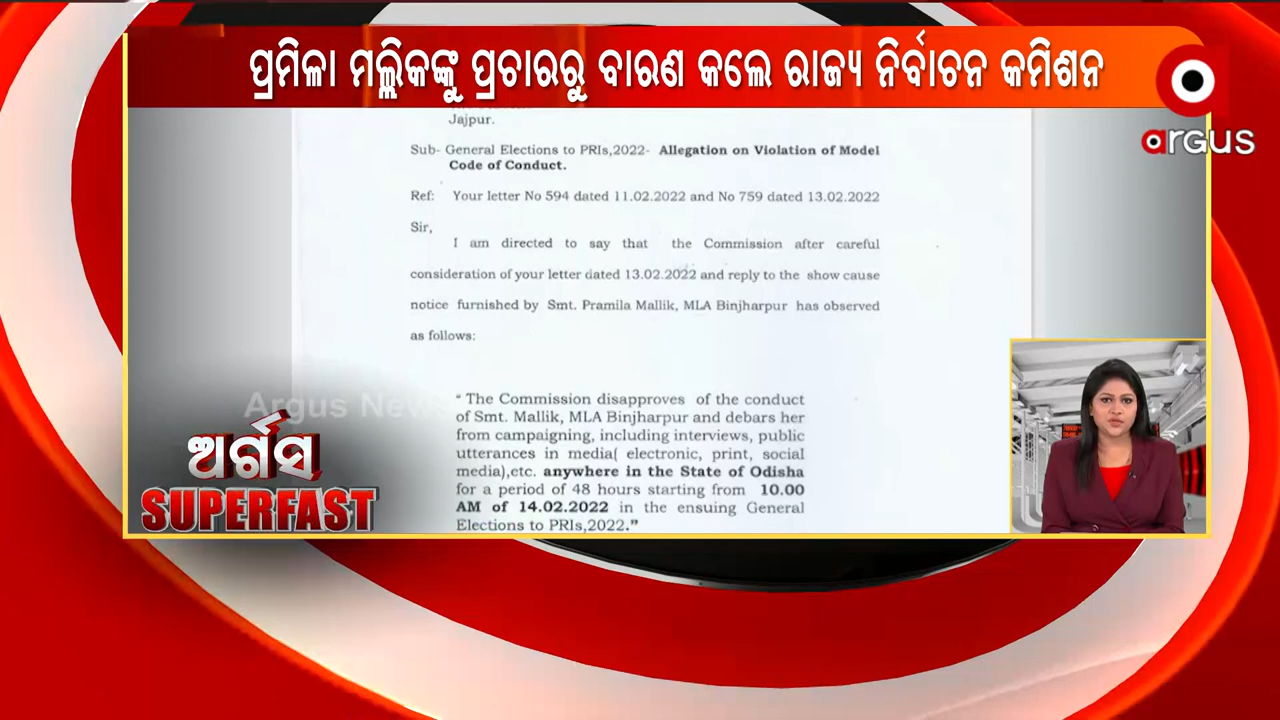 ପ୍ରମିଳା ମଲ୍ଲିକଙ୍କୁ ପ୍ରଚାରରୁ ବାରଣ କଲେ ରାଜ୍ୟ ନିର୍ବାଚନ କମିଶନ
argus
Jajpur.
Sub- General Elections to PRIs,2022- Allegation on Violation of Model
Code of Conduct.
Ref: Your letter No 594 dated 11.02.2022 and No 759 dated 13.02.2022
Sir,
I am directed to say that the Commission after careful
consideration of your letter dated 13.02.2022 and reply to the show cause
notice furnished by Smt. Pramila Mallik, MLA Binjharpur has observed
as follows:
“ The Commission disapproves of the conduct
of Smt. Mallik, MLA Binjharpur and debars her
from campaigning, including interviews, public
utterances in media( electronic, print, social
media),etc. anywhere in the State of Odisha
for a period of 48 hours starting from 10.00
AM of 14.02.2022 in the ensuing General
Elections to PRIs,2022.”
Argus News
ଅର୍ଗସ
SUPERFAST